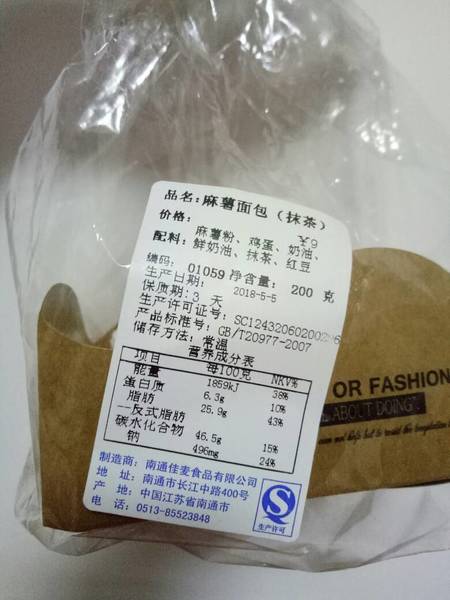 品名:麻薯面包（抹茶）
价格: ¥9
配料: 麻薯粉、鸡蛋、奶油、
鲜奶油、抹茶、红豆
编码: 01059 净含量: 200 克
生产日期: 2018-5-5
保质期:3 天
生产许可证号: SC12432060200296
产品标准号: GB/T20977-2007
储存方法: 常温
营养成分表
项目 每100克 NRV%
能量 1859kJ 38%
蛋白质 6.3g 10%
脂肪 25.9g 43%
一反式脂肪
碳水化合物 46.5g 15%
钠 496mg 24%
制造商: 南通佳麦食品有限公司
地 址: 南通市长江中路400号
产 地: 中国江苏省南通市
电 话: 0513-85523848
生产许可
OR FASHION
ABOUT DOING